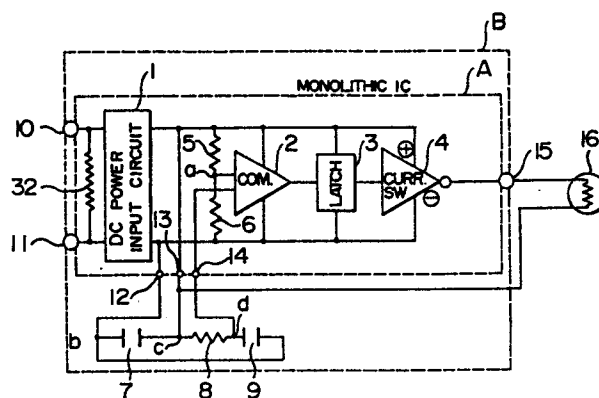 B
A
MONOLITHIC IC
1
10
32
11
DC POWER
INPUT CIRCUIT
5
a
6
COM.
2
LATCH
3
CURR.
SW
4
⊕
⊖
15
16
12
13
14
b
c
d
7
8
9